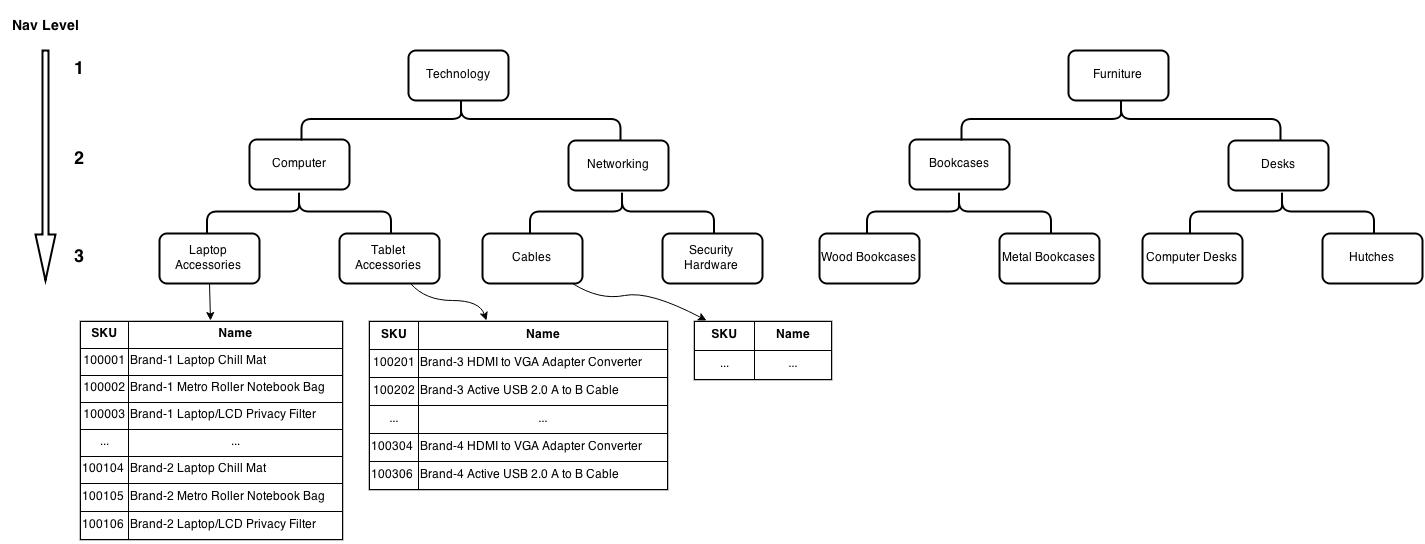 Nav Level
1
Technology
Furniture
2
Computer
Networking
Bookcases
Desks
3
Laptop
Accessories
Tablet
Accessories
Cables
Security
Hardware
Wood Bookcases
Metal Bookcases
Computer Desks
Hutches
SKU Name
100001 Brand-1 Laptop Chill Mat
100002 Brand-1 Metro Roller Notebook Bag
100003 Brand-1 Laptop/LCD Privacy Filter
... ...
100104 Brand-2 Laptop Chill Mat
100105 Brand-2 Metro Roller Notebook Bag
100106 Brand-2 Laptop/LCD Privacy Filter
SKU Name
100201 Brand-3 HDMI to VGA Adapter Converter
100202 Brand-3 Active USB 2.0 A to B Cable
... ...
100304 Brand-4 HDMI to VGA Adapter Converter
100306 Brand-4 Active USB 2.0 A to B Cable
SKU Name
... ...